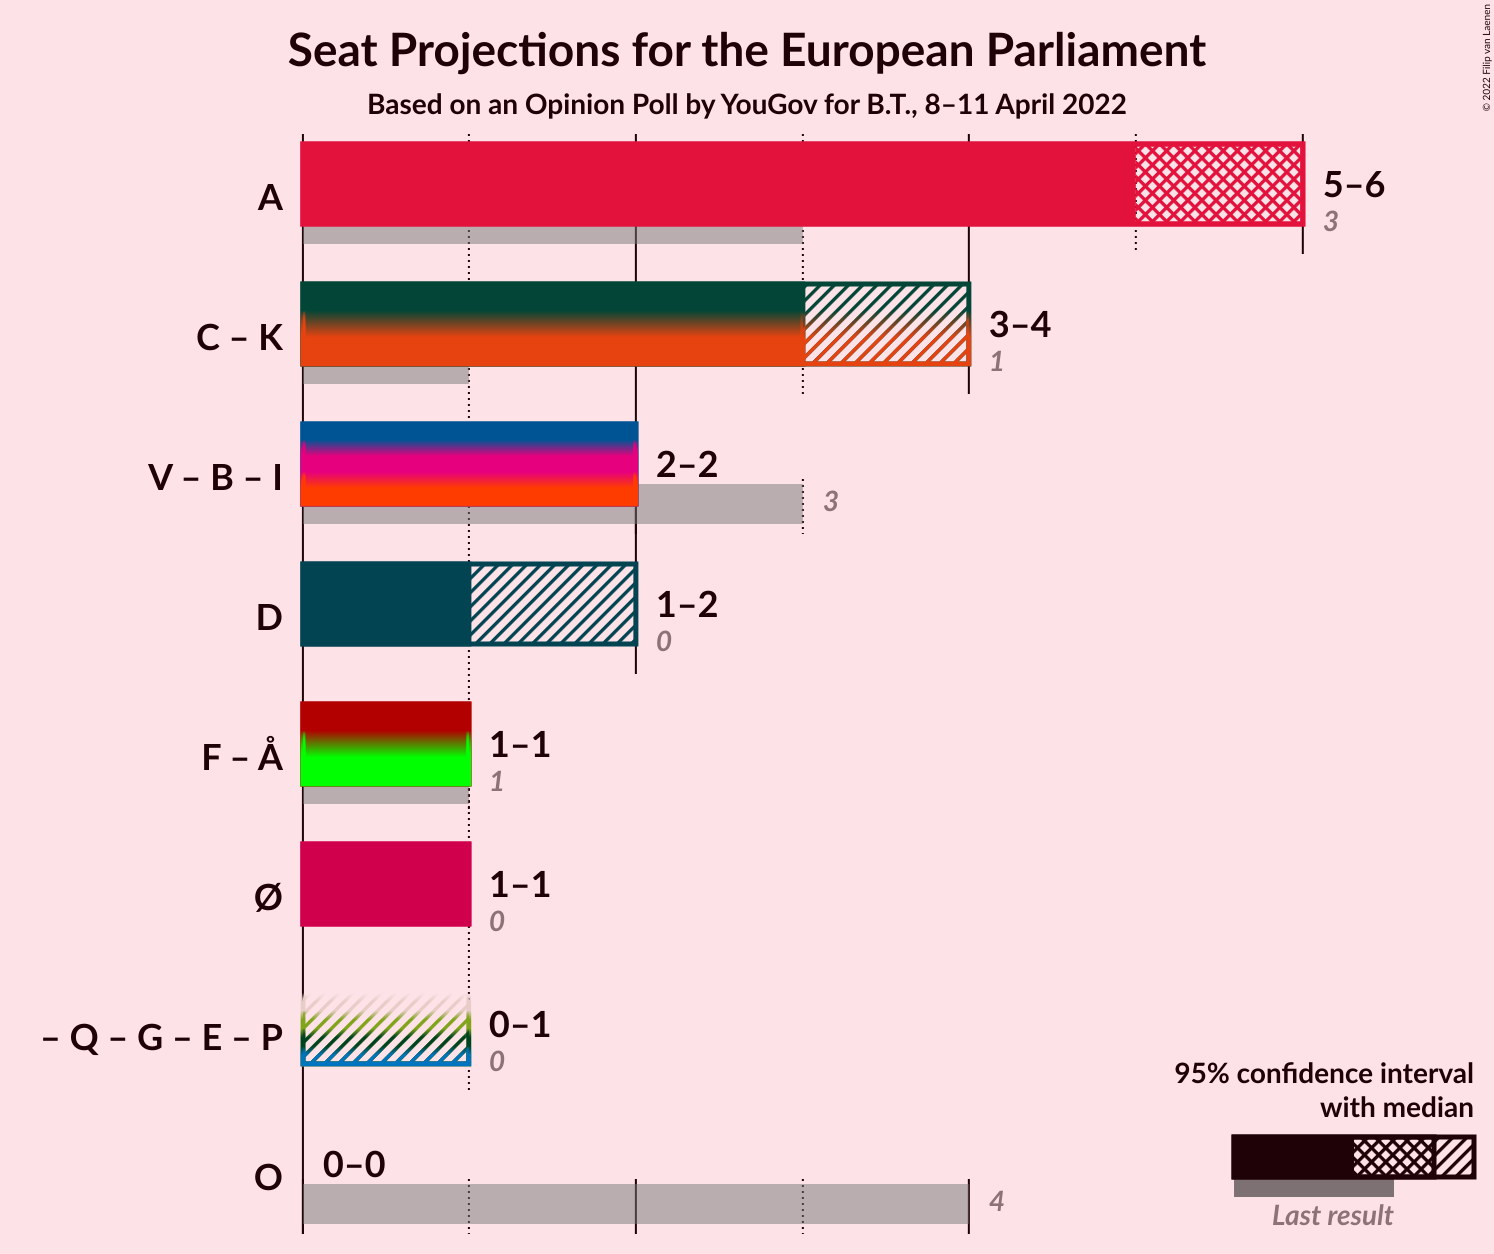 Seat Projections for the European Parliament
Based on an Opinion Poll by YouGov for B.T., 8–11 April 2022
© 2022 Filip van Laenen
A
5–6
3
C – K
3–4
1
V – B – I
2–2
3
D
1–2
0
F – Å
1–1
1
Ø
1–1
0
– Q – G – E – P
0–1
0
O
0–0
4
95% confidence interval
with median
Last result